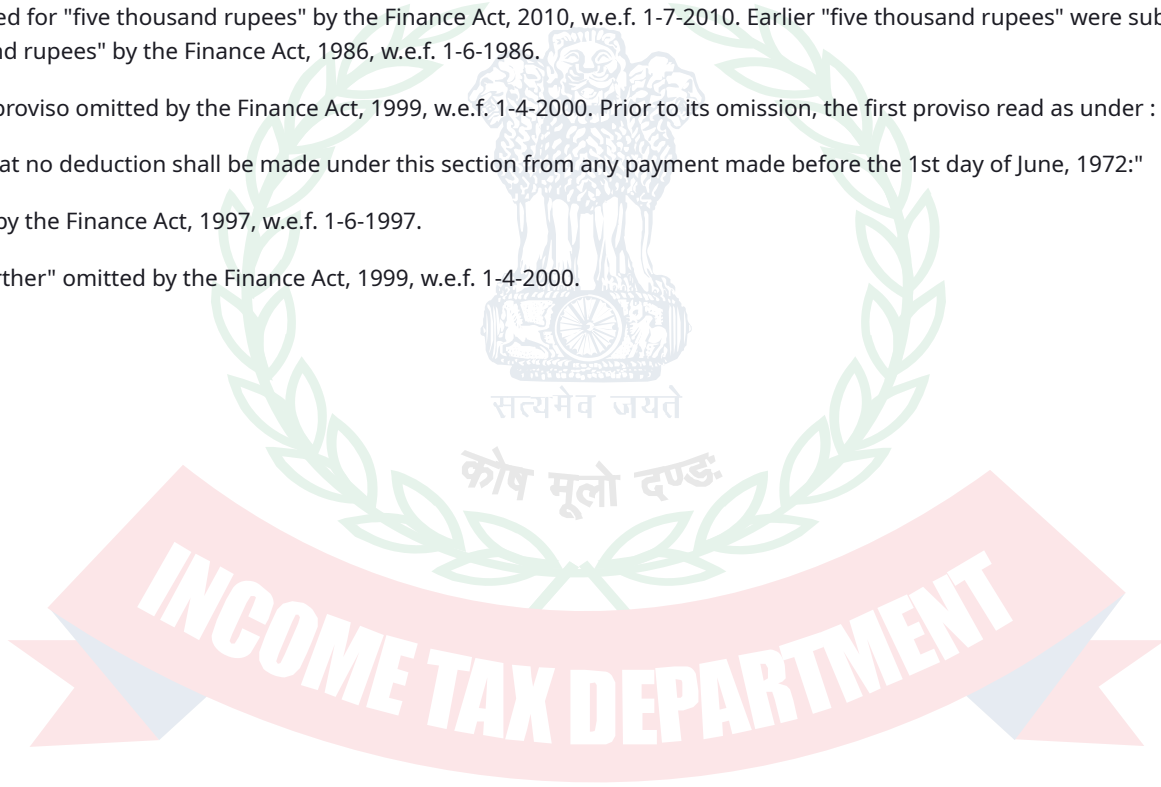 ed for "five thousand rupees" by the Finance Act, 2010, w.e.f. 1-7-2010. Earlier "five thousand rupees" were sub
nd rupees" by the Finance Act, 1986, w.e.f. 1-6-1986.
proviso omitted by the Finance Act, 1999, w.e.f. 1-4-2000. Prior to its omission, the first proviso read as under :
at no deduction shall be made under this section from any payment made before the 1st day of June, 1972:"
by the Finance Act, 1997, w.e.f. 1-6-1997.
rther" omitted by the Finance Act, 1999, w.e.f. 1-4-2000.
सत्यमेव जयते
कोष मूलो दण्डः
INCOME TAX DEPARTMENT